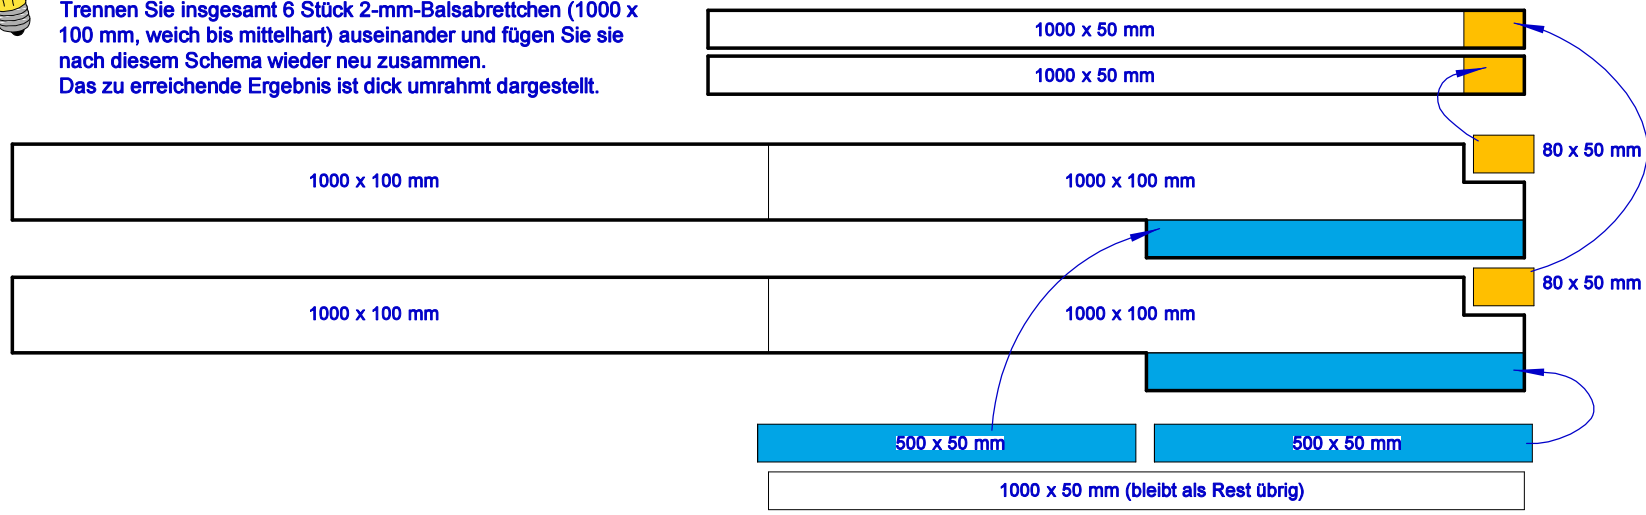 Trennen Sie insgesamt 6 Stück 2-mm-Balsabrettchen (1000 x
100 mm, weich bis mittelhart) auseinander und fügen Sie sie
nach diesem Schema wieder neu zusammen.
Das zu erreichende Ergebnis ist dick umrahmt dargestellt.
1000 x 50 mm
1000 x 50 mm
80 x 50 mm
1000 x 100 mm
1000 x 100 mm
80 x 50 mm
1000 x 100 mm
1000 x 100 mm
500 x 50 mm
500 x 50 mm
1000 x 50 mm (bleibt als Rest übrig)